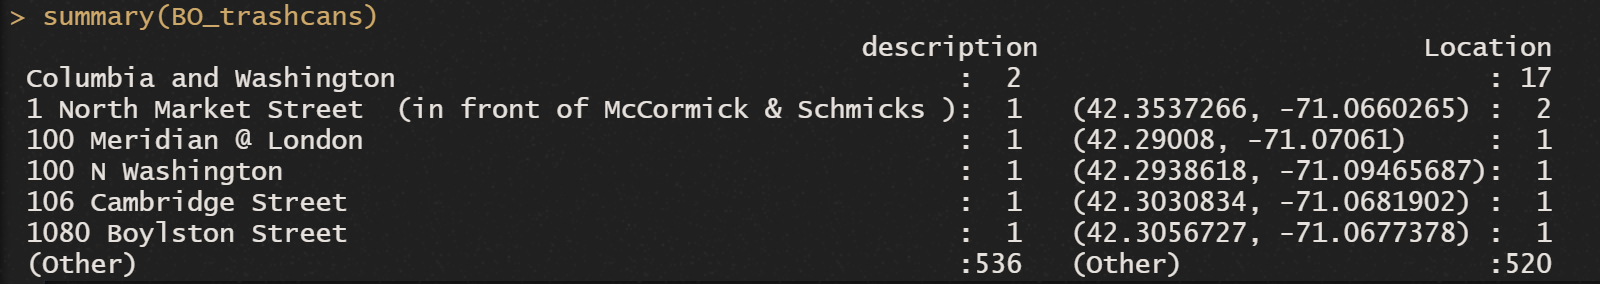 > summary(BO_trashcans)
description Location
Columbia and Washington : 2 : 17
1 North Market Street  (in front of McCormick & Schmicks ): 1 (42.3537266, -71.0660265) : 2
100 Meridian @ London : 1 (42.29008, -71.07061) : 1
100 N Washington : 1 (42.2938618, -71.09465687): 1
106 Cambridge Street : 1 (42.3030834, -71.0681902) : 1
1080 Boylston Street : 1 (42.3056727, -71.0677378) : 1
(Other) :536 (Other) :520